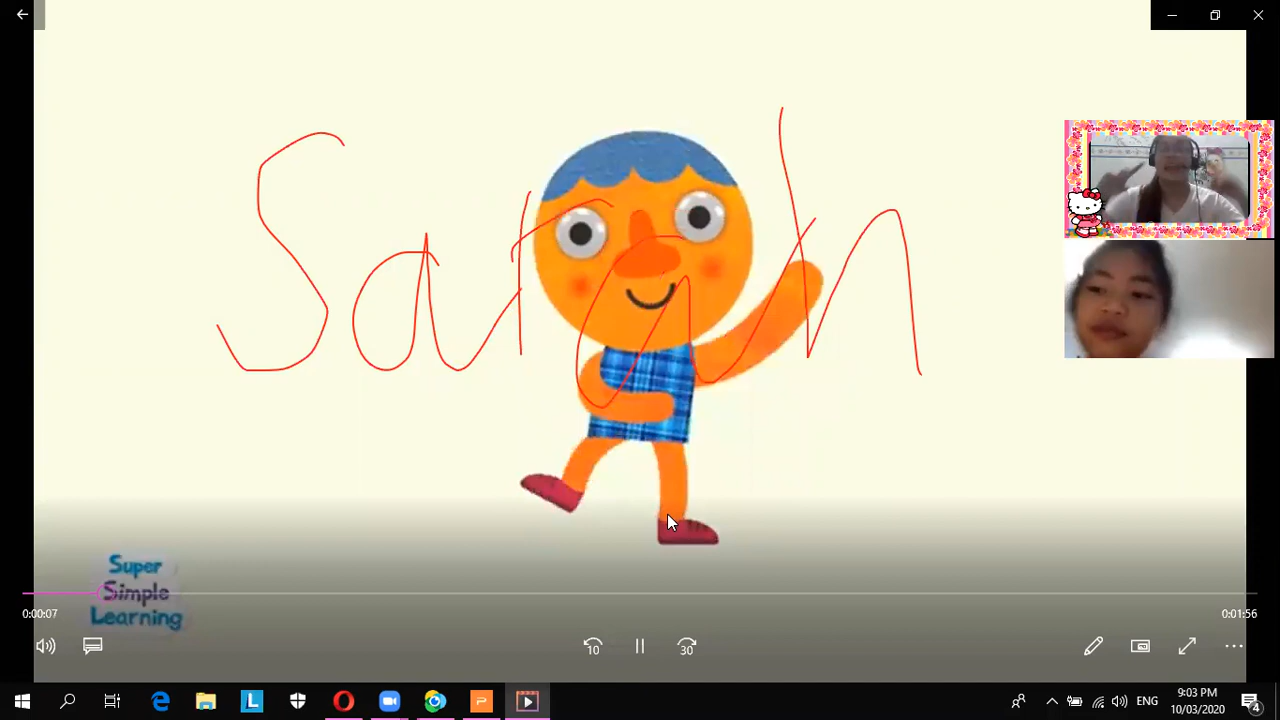 Sarah
Super
Simple
Learning
0:00:07
0:01:56
10
30
ENG
9:03 PM
10/03/2020
4